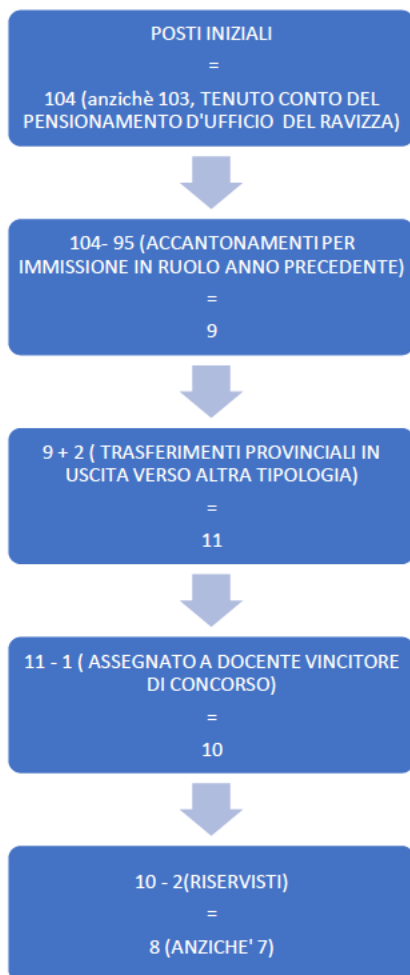 POSTI INIZIALI
=
104 (anzichè 103, TENUTO CONTO DEL
PENSIONAMENTO D'UFFICIO DEL RAVIZZA)
104- 95 (ACCANTONAMENTI PER
IMMISSIONE IN RUOLO ANNO PRECEDENTE)
=
9
9 + 2 ( TRASFERIMENTI PROVINCIALI IN
USCITA VERSO ALTRA TIPOLOGIA)
=
11
11 - 1 ( ASSEGNATO A DOCENTE VINCITORE
DI CONCORSO)
=
10
10 - 2(RISERVISTI)
=
8 (ANZICHE' 7)